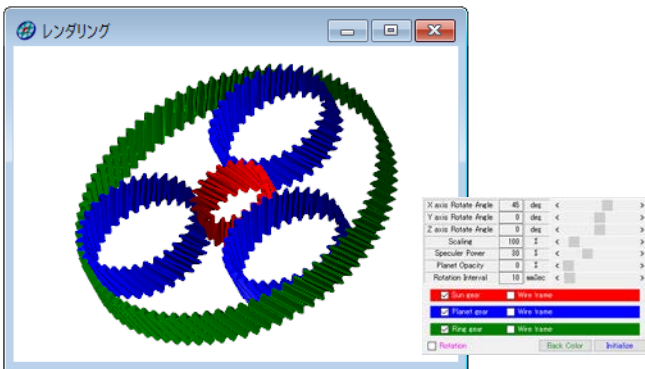 レンダリング
X axis Rotate Angle 45 deg < >
Y axis Rotate Angle 0 deg < >
Z axis Rotate Angle 0 deg < >
Scaling 100 % < >
Speculer Power 30 % < >
Planet Opacity 0 % < >
Rotation Interval 10 mmSec < >
Sun gear Wire frame
Planet gear Wire frame
Ring gear Wire frame
Rotation Back Color Initialize